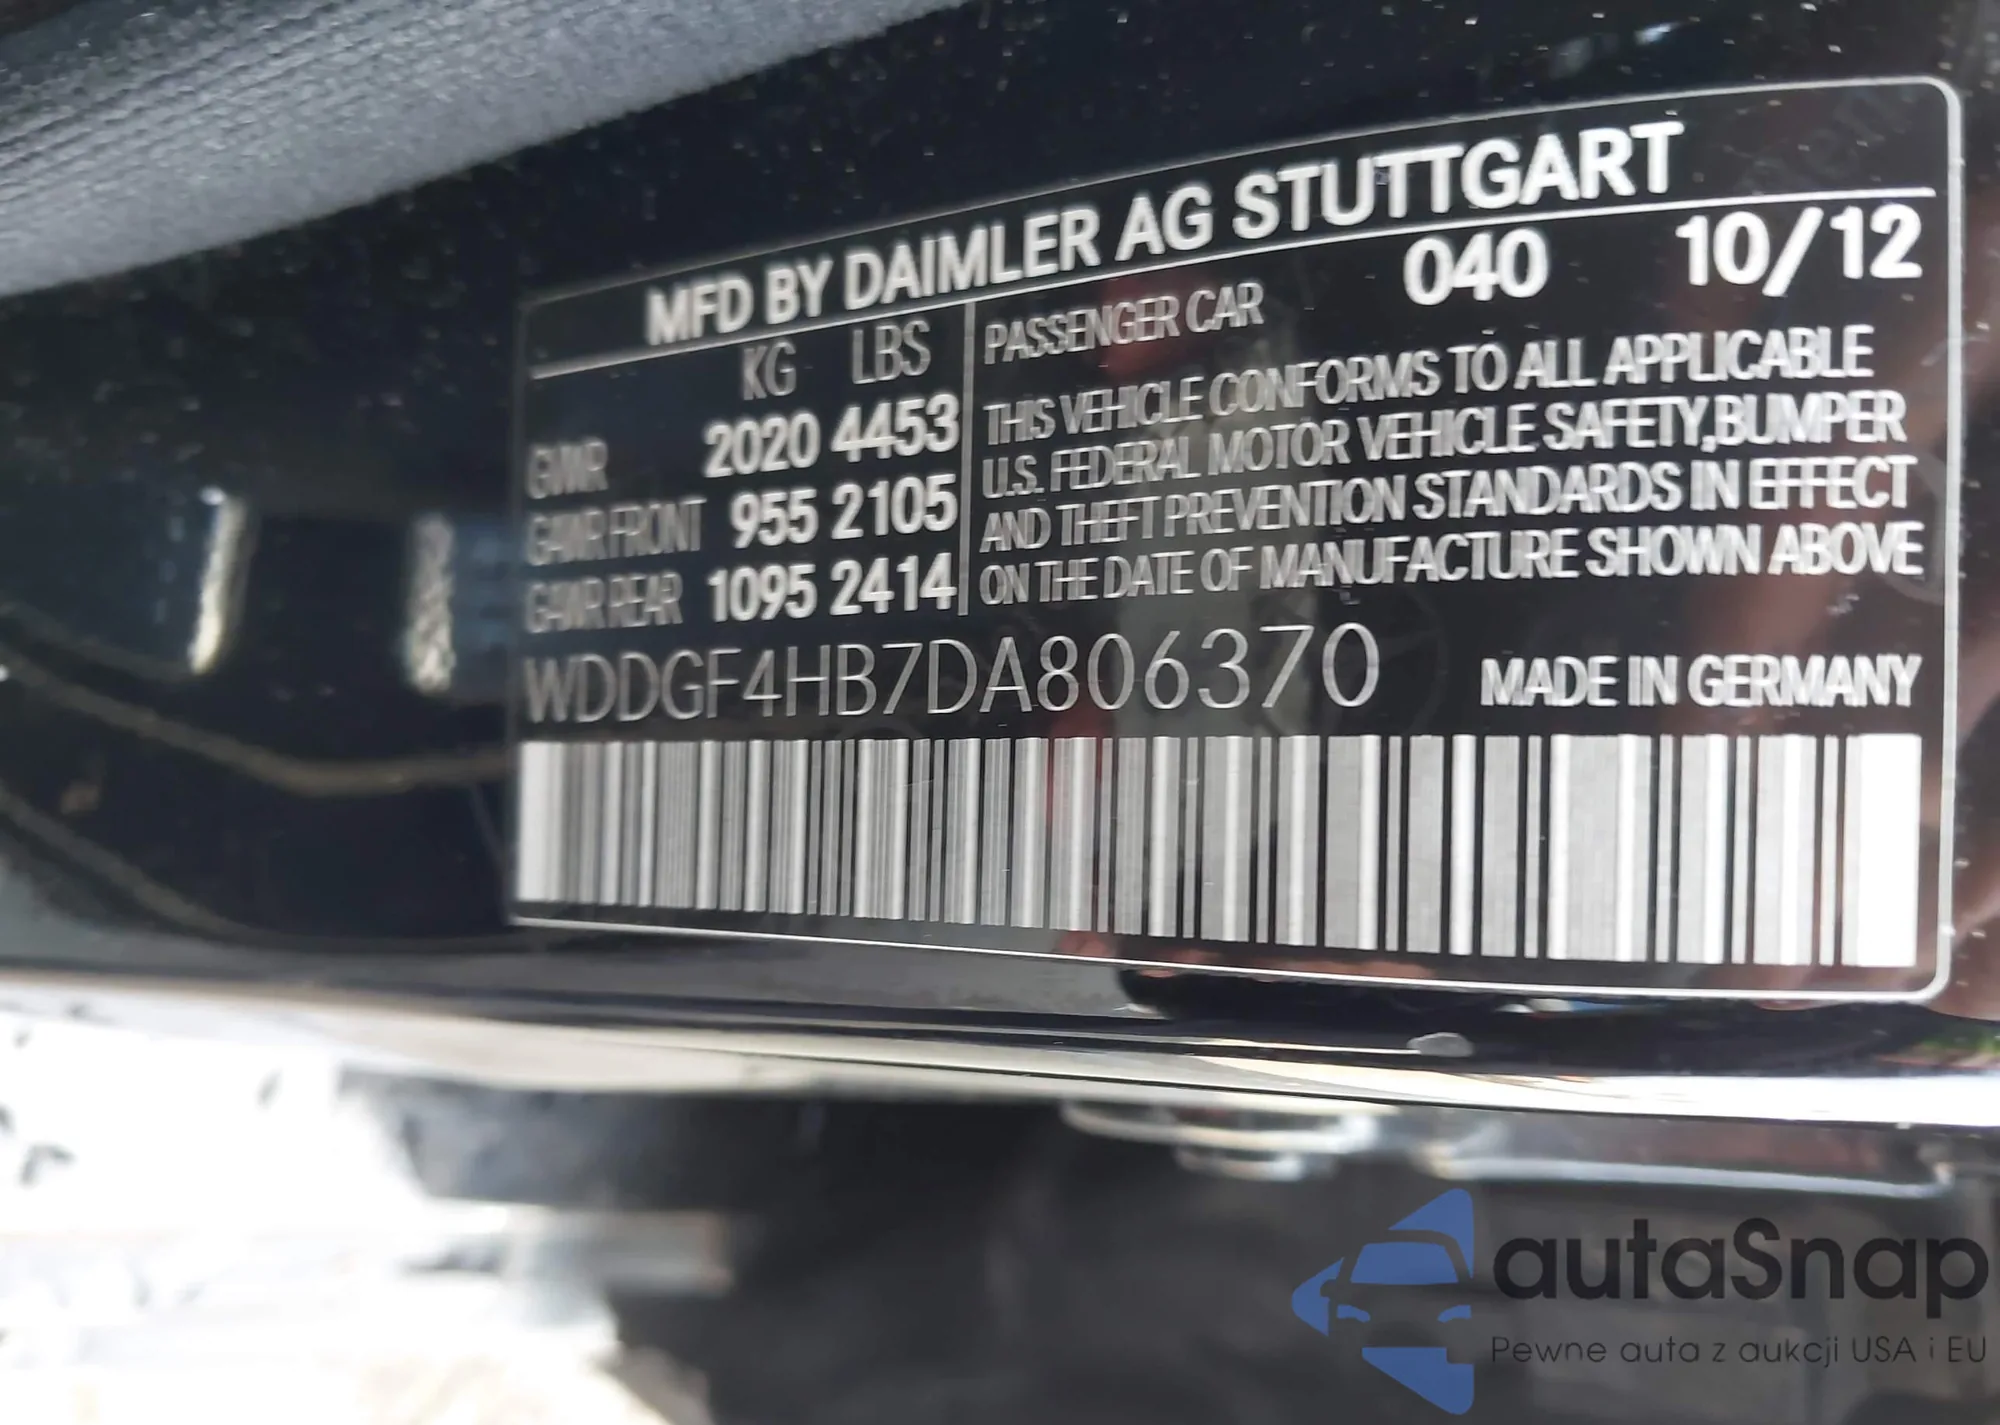 MFD BY DAIMLER AG STUTTGART
KG LBS
GVWR 2020 4453
GAWR FRONT 955 2105
GAWR REAR 1095 2414
PASSENGER CAR 040 10/12
THIS VEHICLE CONFORMS TO ALL APPLICABLE
U.S. FEDERAL MOTOR VEHICLE SAFETY, BUMPER
AND THEFT PREVENTION STANDARDS IN EFFECT
ON THE DATE OF MANUFACTURE SHOWN ABOVE
WDDGF4HB7DA806370 MADE IN GERMANY
autaSnap
Pewne auta z aukcji USA i EU